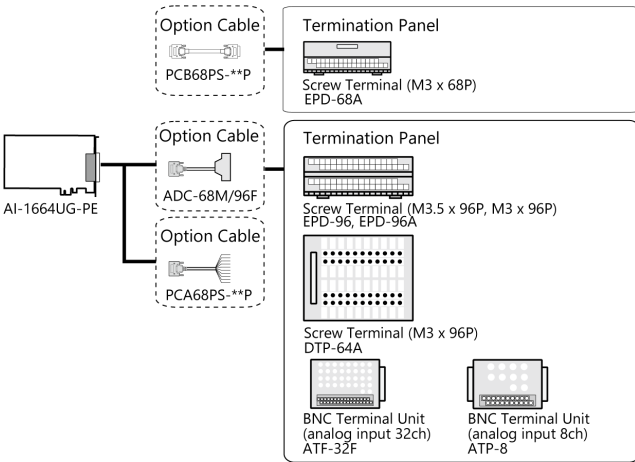 Option Cable
PCB68PS-**P
Termination Panel
Screw Terminal (M3 x 68P)
EPD-68A
AI-1664UG-PE
Option Cable
ADC-68M/96F
Option Cable
PCA68PS-**P
Termination Panel
Screw Terminal (M3.5 x 96P, M3 x 96P)
EPD-96, EPD-96A
Screw Terminal (M3 x 96P)
DTP-64A
BNC Terminal Unit
(analog input 32ch)
ATF-32F
BNC Terminal Unit
(analog input 8ch)
ATP-8